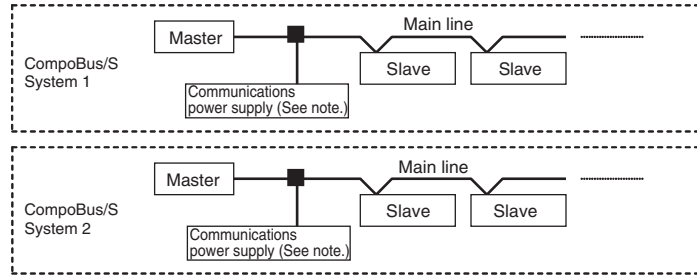 Master
Main line
CompoBus/S
System 1
Slave
Slave
Communications
power supply (See note.)
Master
Main line
CompoBus/S
System 2
Slave
Slave
Communications
power supply (See note.)